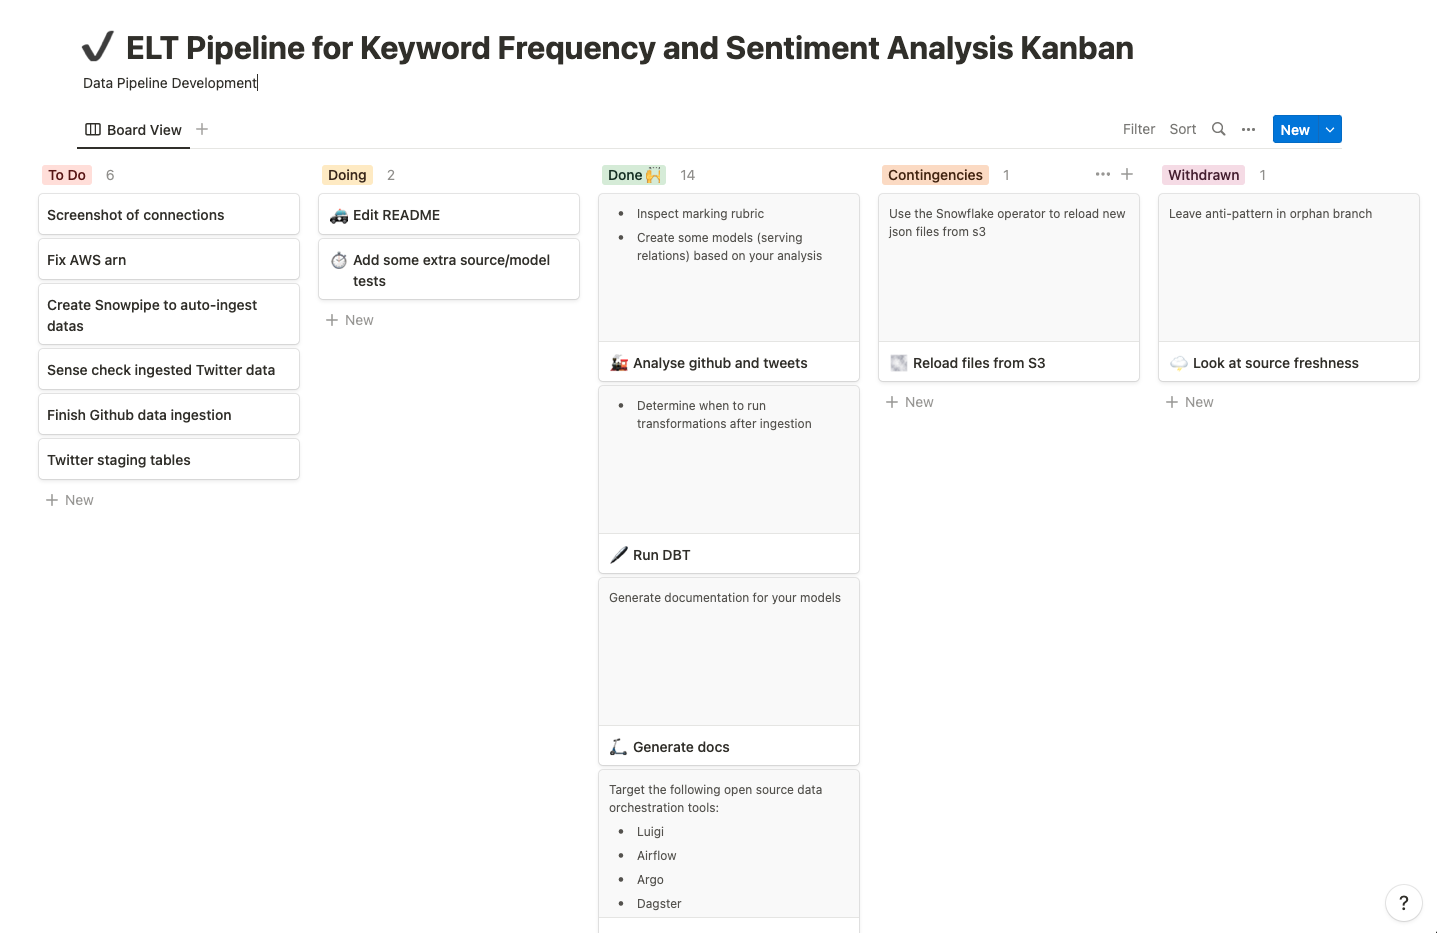 ELT Pipeline for Keyword Frequency and Sentiment Analysis Kanban
Data Pipeline Development
Board View
Filter Sort
New
To Do 6
Screenshot of connections
Fix AWS arn
Create Snowpipe to auto-ingest
datas
Sense check ingested Twitter data
Finish Github data ingestion
Twitter staging tables
New
Doing 2
Edit README
Add some extra source/model
tests
New
Done 14
Inspect marking rubric
Create some models (serving
relations) based on your analysis
Analyse github and tweets
Determine when to run
transformations after ingestion
Run DBT
Generate documentation for your models
Generate docs
Target the following open source data
orchestration tools:
Luigi
Airflow
Argo
Dagster
Contingencies 1
Use the Snowflake operator to reload new
json files from s3
Reload files from S3
New
Withdrawn 1
Leave anti-pattern in orphan branch
Look at source freshness
New
?